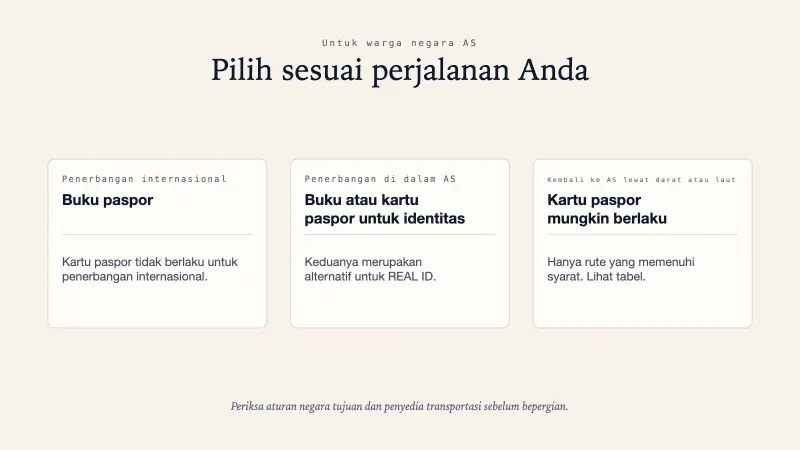 Untuk warga negara AS
Pilih sesuai perjalanan Anda
Penerbangan internasional
Buku paspor
Kartu paspor tidak berlaku untuk
penerbangan internasional.
Penerbangan di dalam AS
Buku atau kartu
paspor untuk identitas
Keduanya merupakan
alternatif untuk REAL ID.
Kembali ke AS lewat darat atau laut
Kartu paspor
mungkin berlaku
Hanya rute yang memenuhi
syarat. Lihat tabel.
Periksa aturan negara tujuan dan penyedia transportasi sebelum bepergian.